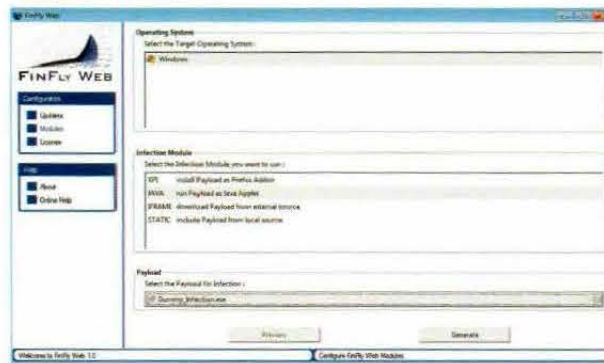 FinFly Web
FINFLY WEB
Configuration
Updates
Modules
License
Help
About
Online Help
Operating System
Select the Target Operating System:
Windows
Infection Module
Select the Infection Module you want to use:
XPI install Payload as Firefox Addon
JAVA run Payload as Java Applet
IFRAME download Payload from external source
STATIC include Payload from local source
Payload
Select the Payload for Infection:
Dummy_Infection.exe
Preview
Generate
Welcome to FinFly Web 1.0
Configure FinFly Web Modules